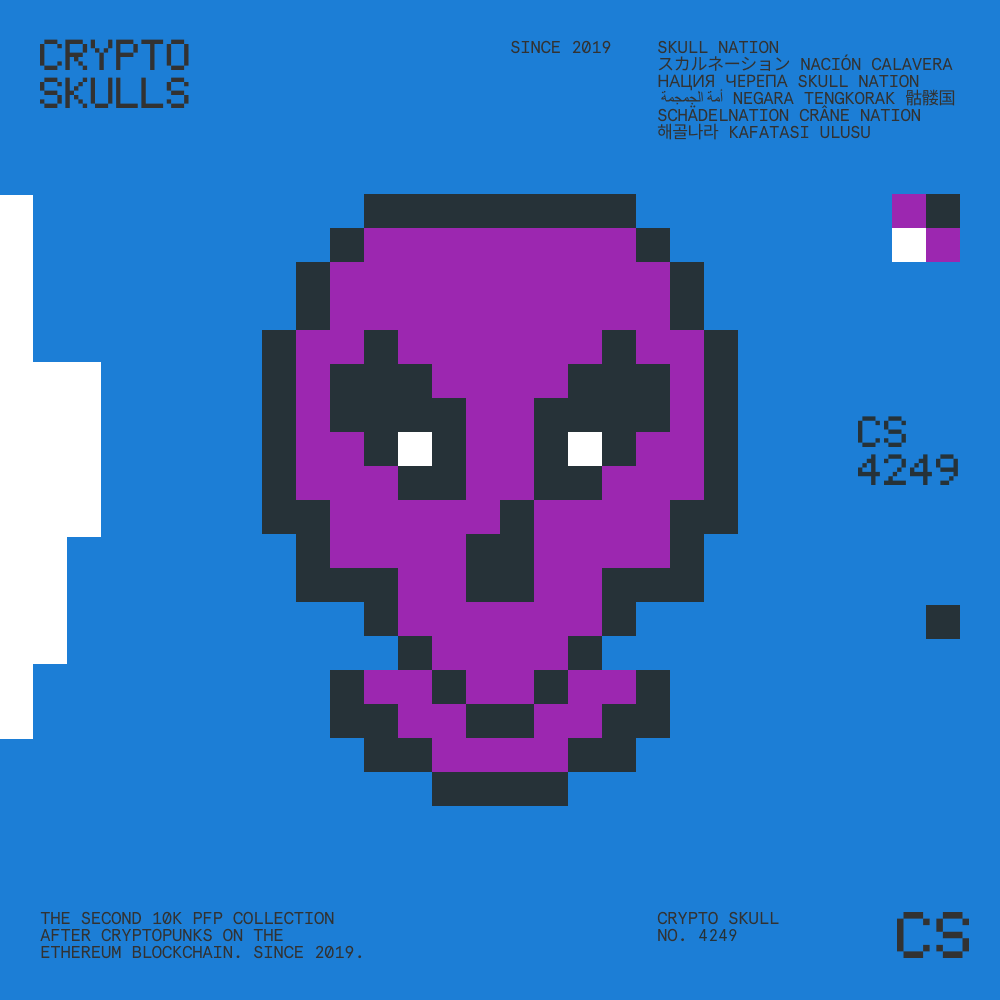 CRYPTO
SKULLS
SINCE 2019
SKULL NATION
スカルネーション NACIÓN CALAVERA
НАЦИЯ ЧЕРЕПА SKULL NATION
أمة الجمجمة NEGARA TENGKORAK 骷髅国
SCHÄDELNATION CRÂNE NATION
해골나라 KAFATASI ULUSU
CS
4249
THE SECOND 10K PFP COLLECTION
AFTER CRYPTOPUNKS ON THE
ETHEREUM BLOCKCHAIN. SINCE 2019.
CRYPTO SKULL
NO. 4249
CS